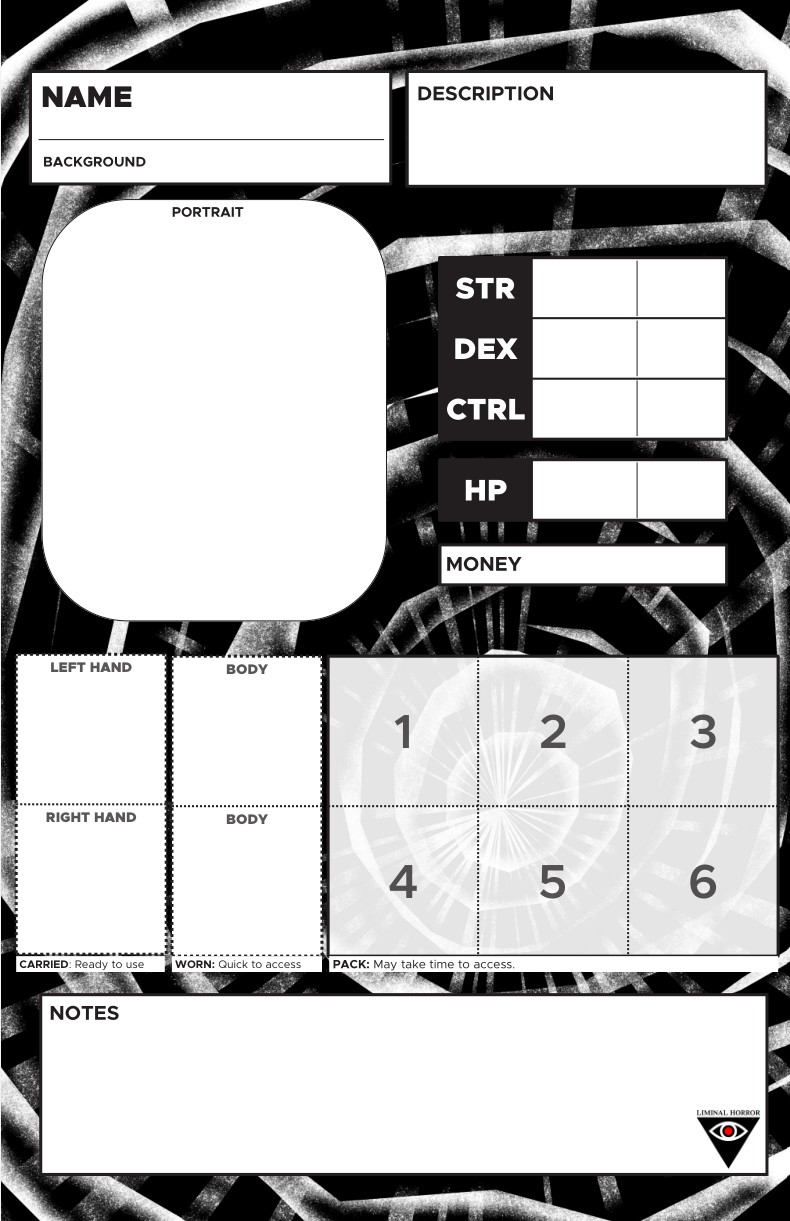 NAME
BACKGROUND
DESCRIPTION
PORTRAIT
STR
DEX
CTRL
HP
MONEY
LEFT HAND
RIGHT HAND
CARRIED: Ready to use
BODY
BODY
WORN: Quick to access
1 2 3
4 5 6
PACK: May take time to access.
NOTES
LIMINAL HORROR